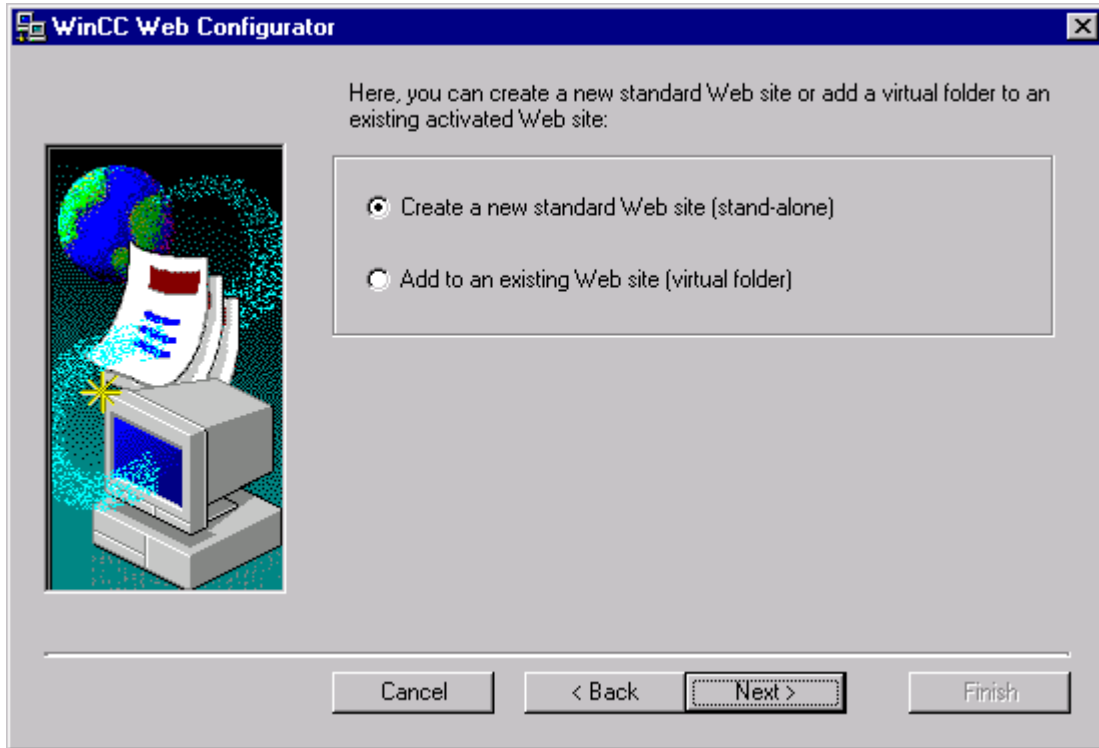 WinCC Web Configurator
Here, you can create a new standard Web site or add a virtual folder to an
existing activated Web site:
Create a new standard Web site (stand-alone)
Add to an existing Web site (virtual folder)
Cancel
< Back
Next >
Finish